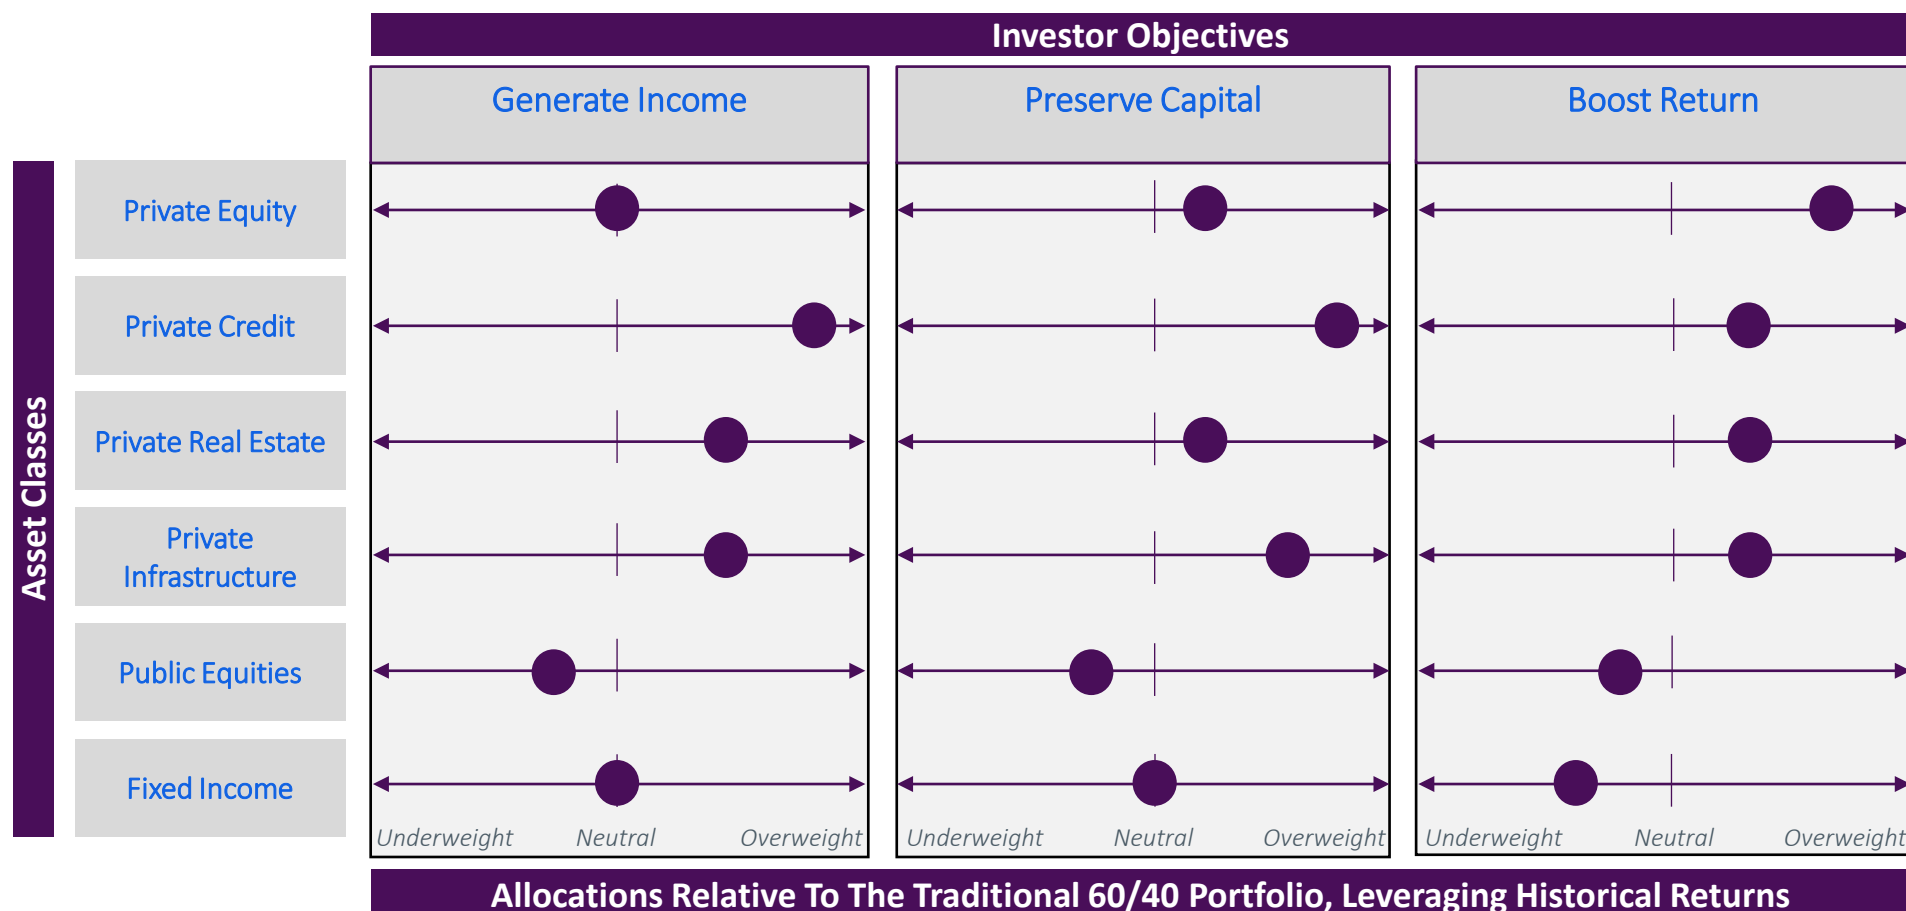 Investor Objectives
Generate Income
Preserve Capital
Boost Return
Asset Classes
Private Equity
Private Credit
Private Real Estate
Private
Infrastructure
Public Equities
Fixed Income
Underweight Neutral Overweight
Underweight Neutral Overweight
Underweight Neutral Overweight
Allocations Relative To The Traditional 60/40 Portfolio, Leveraging Historical Returns